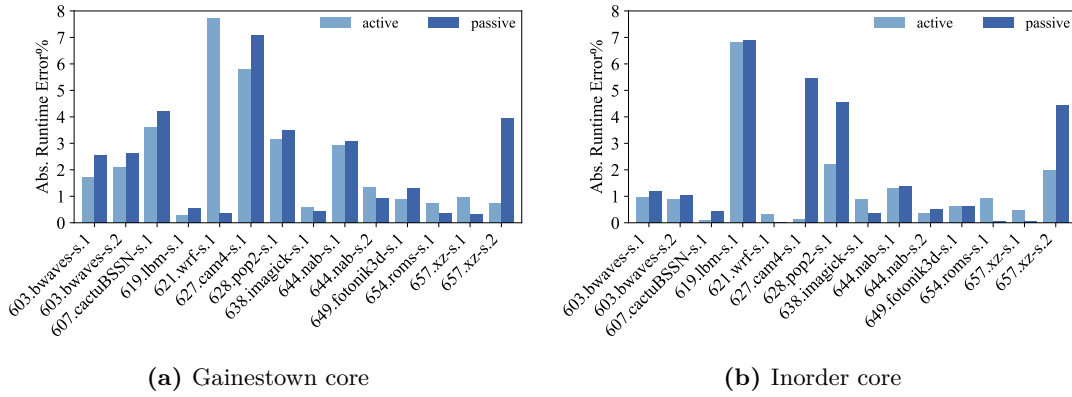 active passive
Abs. Runtime Error%
8
7
6
5
4
3
2
1
0
603.bwaves-s.1
603.bwaves-s.2
607.cactuBSSN-s.1
619.lbm-s.1
621.wrf-s.1
627.cam4-s.1
628.pop2-s.1
638.imagick-s.1
644.nab-s.1
644.nab-s.2
649.fotonik3d-s.1
654.roms-s.1
657.xz-s.1
657.xz-s.2
(a) Gainestown core
active passive
Abs. Runtime Error%
8
7
6
5
4
3
2
1
0
603.bwaves-s.1
603.bwaves-s.2
607.cactuBSSN-s.1
619.lbm-s.1
621.wrf-s.1
627.cam4-s.1
628.pop2-s.1
638.imagick-s.1
644.nab-s.1
644.nab-s.2
649.fotonik3d-s.1
654.roms-s.1
657.xz-s.1
657.xz-s.2
(b) Inorder core